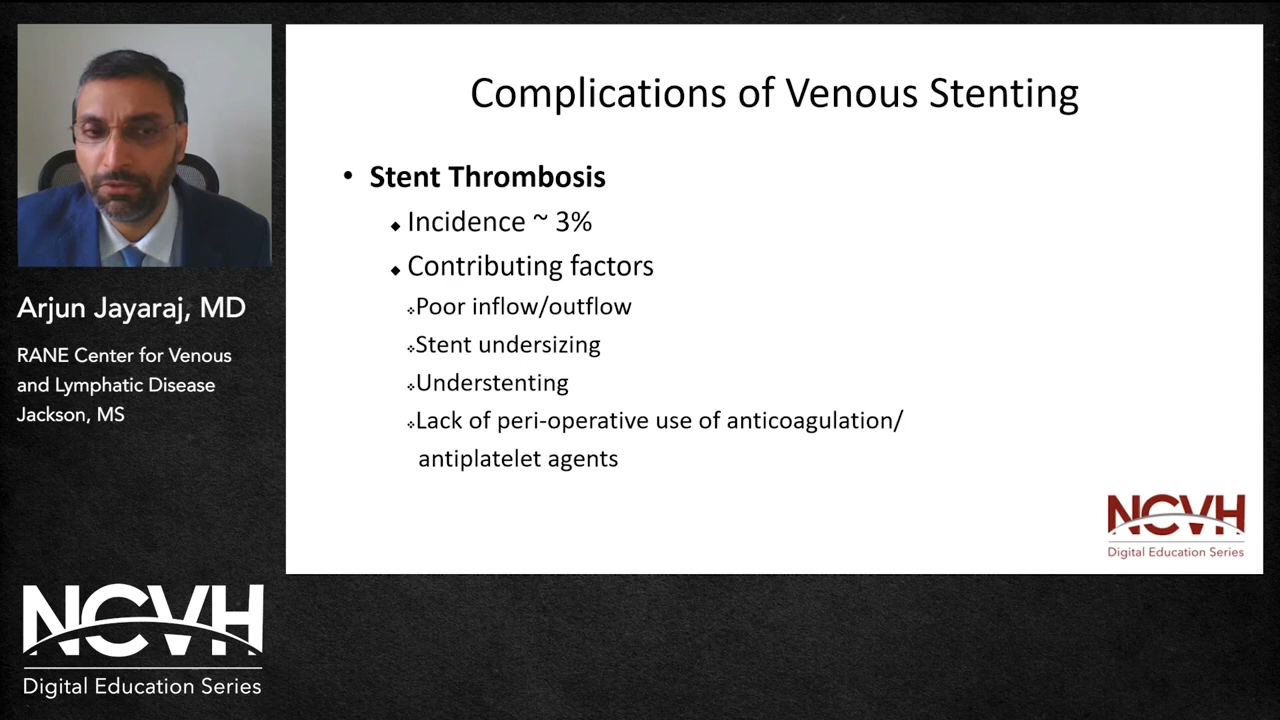 Complications of Venous Stenting
• Stent Thrombosis
◆ Incidence ~ 3%
◆ Contributing factors
❖Poor inflow/outflow
❖Stent undersizing
❖Understenting
❖Lack of peri-operative use of anticoagulation/
antiplatelet agents
NCVH
Digital Education Series
Arjun Jayaraj, MD
RANE Center for Venous
and Lymphatic Disease
Jackson, MS
NCVH
Digital Education Series